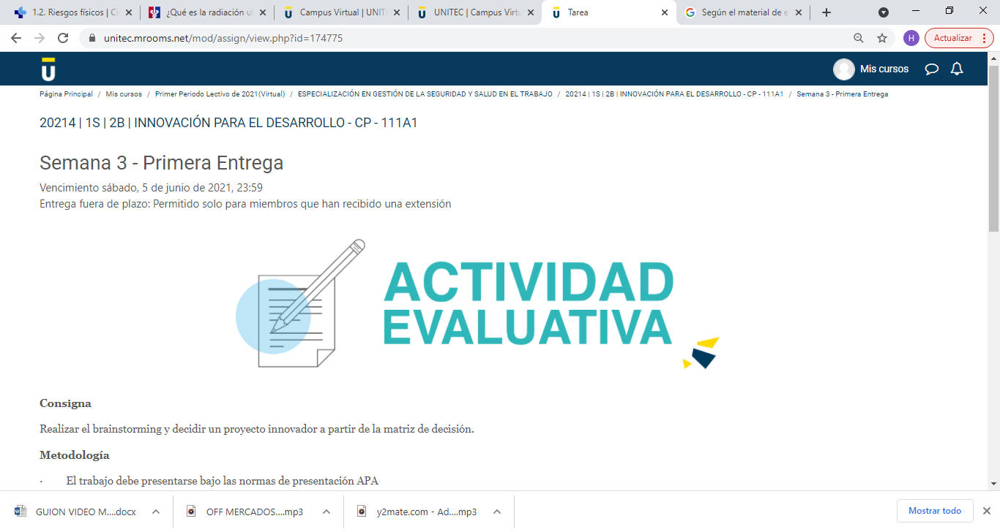 1.2. Riesgos físicos | Ci
¿Qué es la radiación ul
Campus Virtual | UNIT
UNITEC | Campus Virtu
Tarea
Según el material de e
unitec.mrooms.net/mod/assign/view.php?id=174775
H
Actualizar
Mis cursos
Página Principal / Mis cursos / Primer Periodo Lectivo de 2021(Virtual) / ESPECIALIZACIÓN EN GESTIÓN DE LA SEGURIDAD Y SALUD EN EL TRABAJO / 20214 | 1S | 2B | INNOVACIÓN PARA EL DESARROLLO - CP - 111A1 / Semana 3 - Primera Entrega
20214 | 1S | 2B | INNOVACIÓN PARA EL DESARROLLO - CP - 111A1
Semana 3 - Primera Entrega
Vencimiento sábado, 5 de junio de 2021, 23:59
Entrega fuera de plazo: Permitido solo para miembros que han recibido una extensión
ACTIVIDAD
EVALUATIVA
Consigna
Realizar el brainstorming y decidir un proyecto innovador a partir de la matriz de decisión.
Metodología
· El trabajo debe presentarse bajo las normas de presentación APA
GUION VIDEO M....docx
OFF MERCADOS....mp3
y2mate.com - Ad....mp3
Mostrar todo